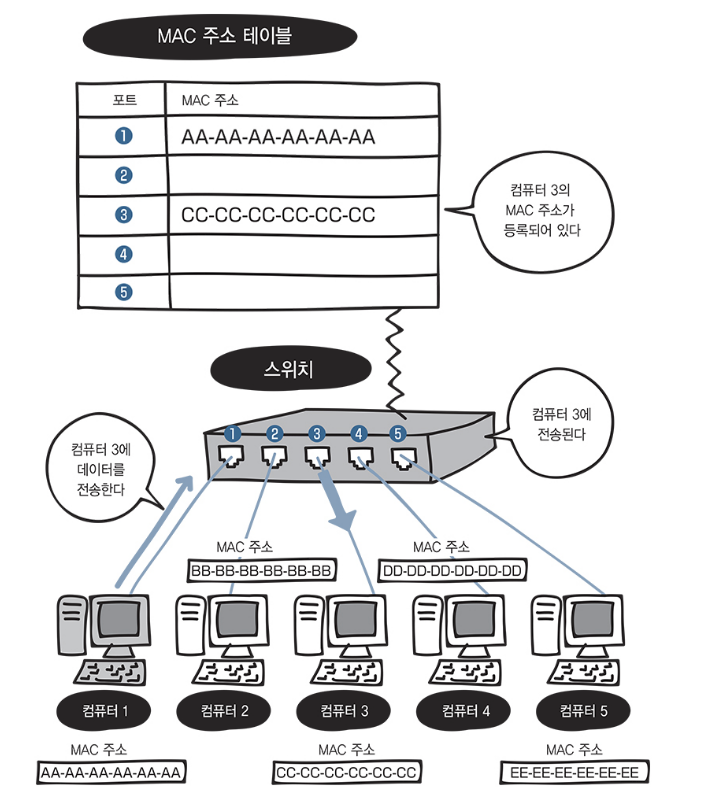 MAC 주소 테이블
포트 MAC 주소
1 AA-AA-AA-AA-AA-AA
2
3 CC-CC-CC-CC-CC-CC
4
5
컴퓨터 3의
MAC 주소가
등록되어 있다
스위치
컴퓨터 3에
전송된다
1 2 3 4 5
컴퓨터 3에
데이터를
전송한다
MAC 주소
BB-BB-BB-BB-BB-BB
MAC 주소
DD-DD-DD-DD-DD-DD
컴퓨터 1
컴퓨터 2
컴퓨터 3
컴퓨터 4
컴퓨터 5
MAC 주소
AA-AA-AA-AA-AA-AA
MAC 주소
CC-CC-CC-CC-CC-CC
MAC 주소
EE-EE-EE-EE-EE-EE